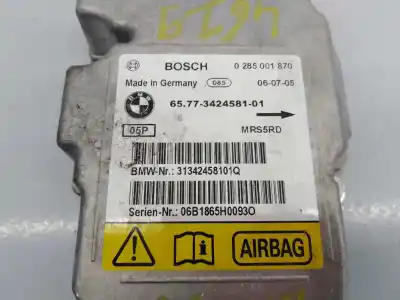 BOSCH 0 285 001 870
Made in Germany 085 06-07-05
65.77-3424581-01
05P MRS5RD
BMW-Nr.: 31342458101Q
Serien-Nr.: 06B1865H0093O
AIRBAG